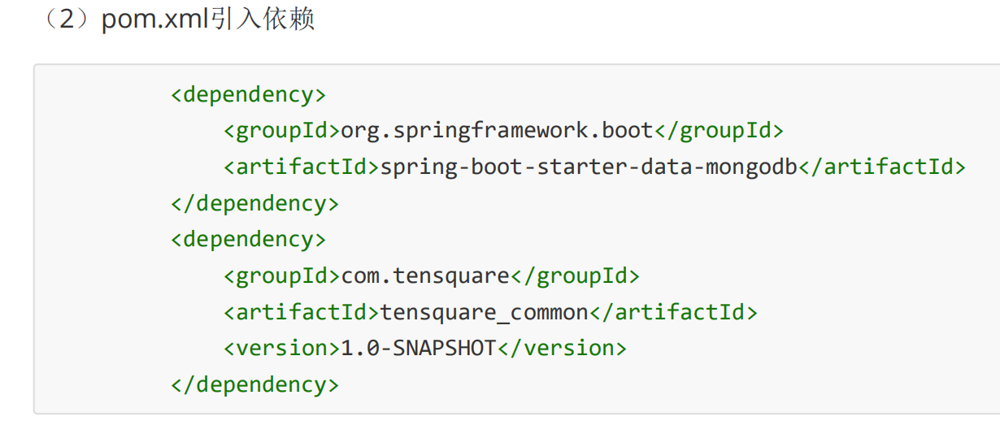 （2）pom.xml引入依赖
<dependency>
<groupId>org.springframework.boot</groupId>
<artifactId>spring-boot-starter-data-mongodb</artifactId>
</dependency>
<dependency>
<groupId>com.tensquare</groupId>
<artifactId>tensquare_common</artifactId>
<version>1.0-SNAPSHOT</version>
</dependency>